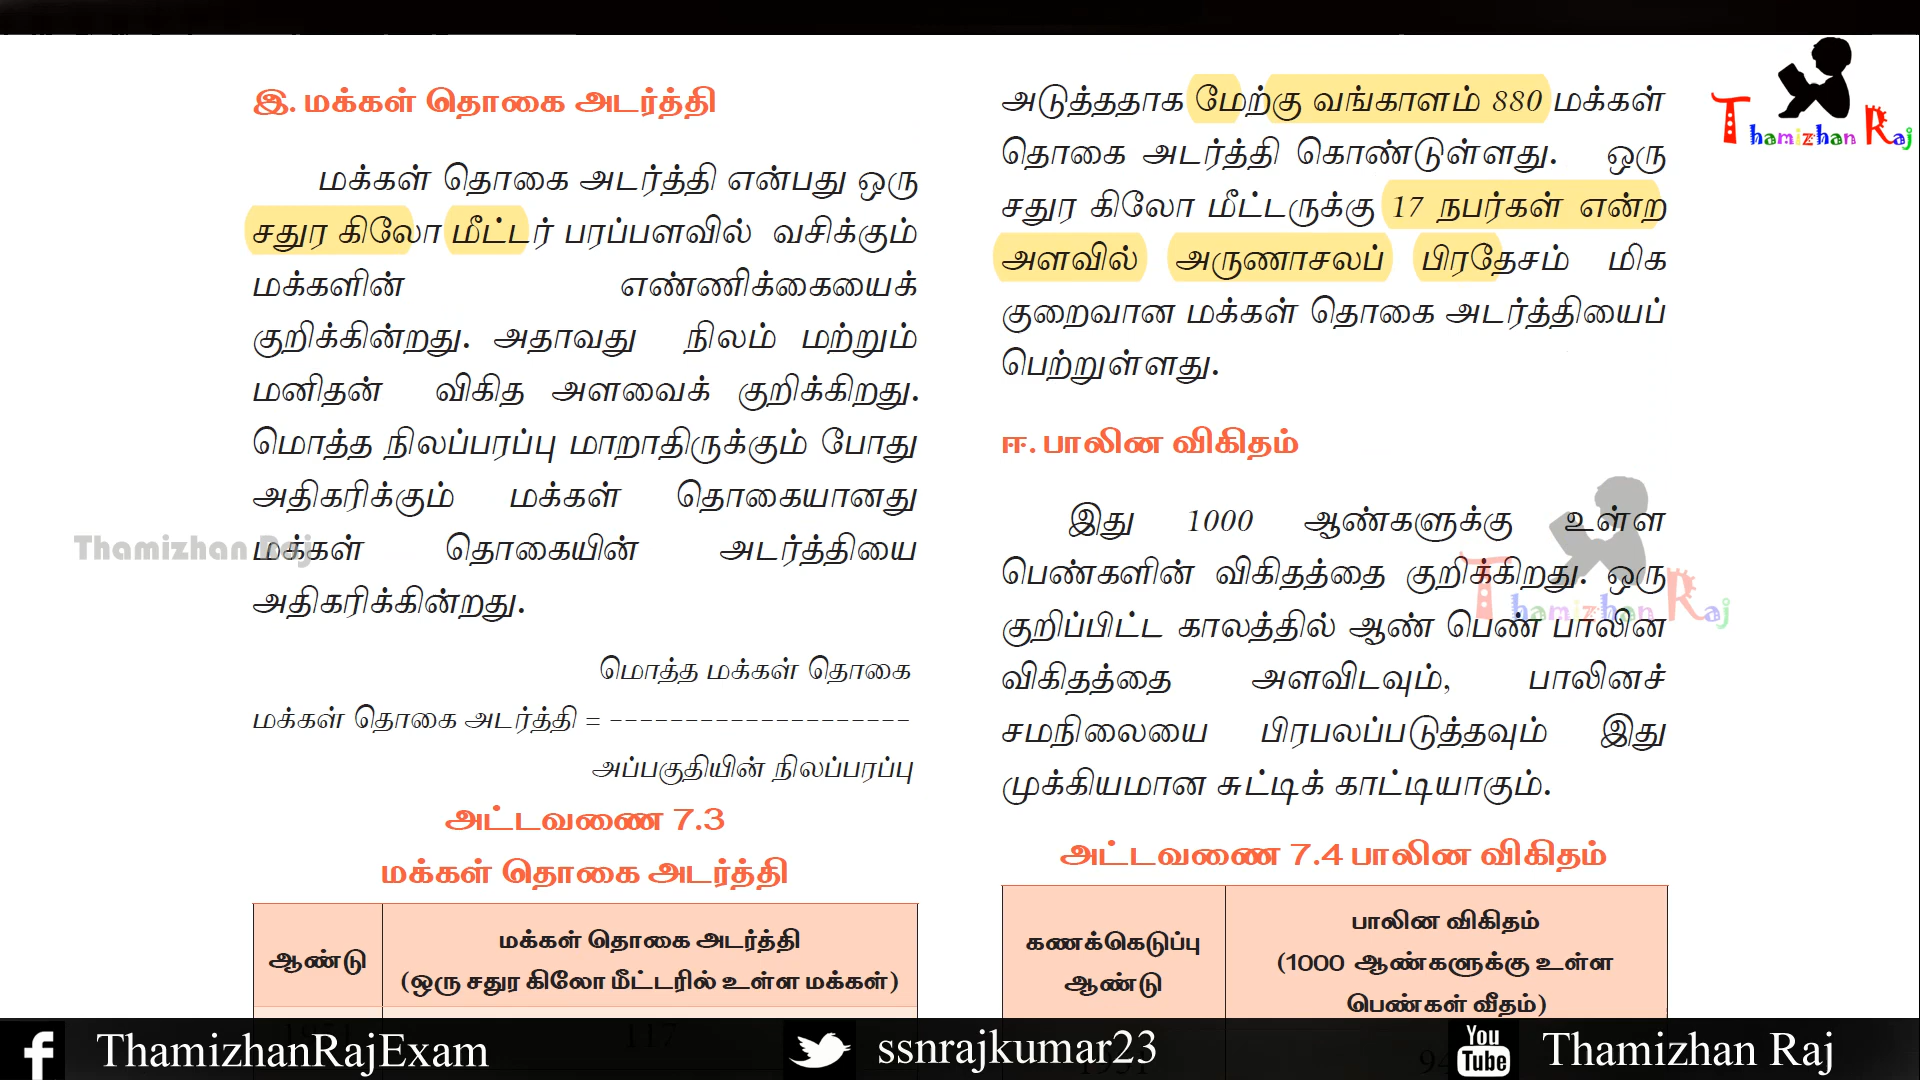 இ. மக்கள் தொகை அடர்த்தி
மக்கள் தொகை அடர்த்தி என்பது ஒரு
சதுர கிலோ மீட்டர் பரப்பளவில் வசிக்கும்
மக்களின் எண்ணிக்கையைக்
குறிக்கின்றது. அதாவது நிலம் மற்றும்
மனிதன் விகித அளவைக் குறிக்கிறது.
மொத்த நிலப்பரப்பு மாறாதிருக்கும் போது
அதிகரிக்கும் மக்கள் தொகையானது
மக்கள் தொகையின் அடர்த்தியை
அதிகரிக்கின்றது.
மொத்த மக்கள் தொகை
மக்கள் தொகை அடர்த்தி = --------------------
அப்பகுதியின் நிலப்பரப்பு
அட்டவணை 7.3
மக்கள் தொகை அடர்த்தி
ஆண்டு
மக்கள் தொகை அடர்த்தி
(ஒரு சதுர கிலோ மீட்டரில் உள்ள மக்கள்)
117
அடுத்ததாக மேற்கு வங்காளம் 880 மக்கள்
தொகை அடர்த்தி கொண்டுள்ளது. ஒரு
சதுர கிலோ மீட்டருக்கு 17 நபர்கள் என்ற
அளவில் அருணாசலப் பிரதேசம் மிக
குறைவான மக்கள் தொகை அடர்த்தியைப்
பெற்றுள்ளது.
ஈ. பாலின விகிதம்
இது 1000 ஆண்களுக்கு உள்ள
பெண்களின் விகிதத்தை குறிக்கிறது. ஒரு
குறிப்பிட்ட காலத்தில் ஆண் பெண் பாலின
விகிதத்தை அளவிடவும், பாலினச்
சமநிலையை பிரபலப்படுத்தவும் இது
முக்கியமான சுட்டிக் காட்டியாகும்.
அட்டவணை 7.4 பாலின விகிதம்
கணக்கெடுப்பு
ஆண்டு
பாலின விகிதம்
(1000 ஆண்களுக்கு உள்ள
பெண்கள் வீதம்)
1951
Thamizhan Raj
Thamizhan Raj
Thamizhan Raj
ThamizhanRajExam
ssnrajkumar23
You
Tube
Thamizhan Raj